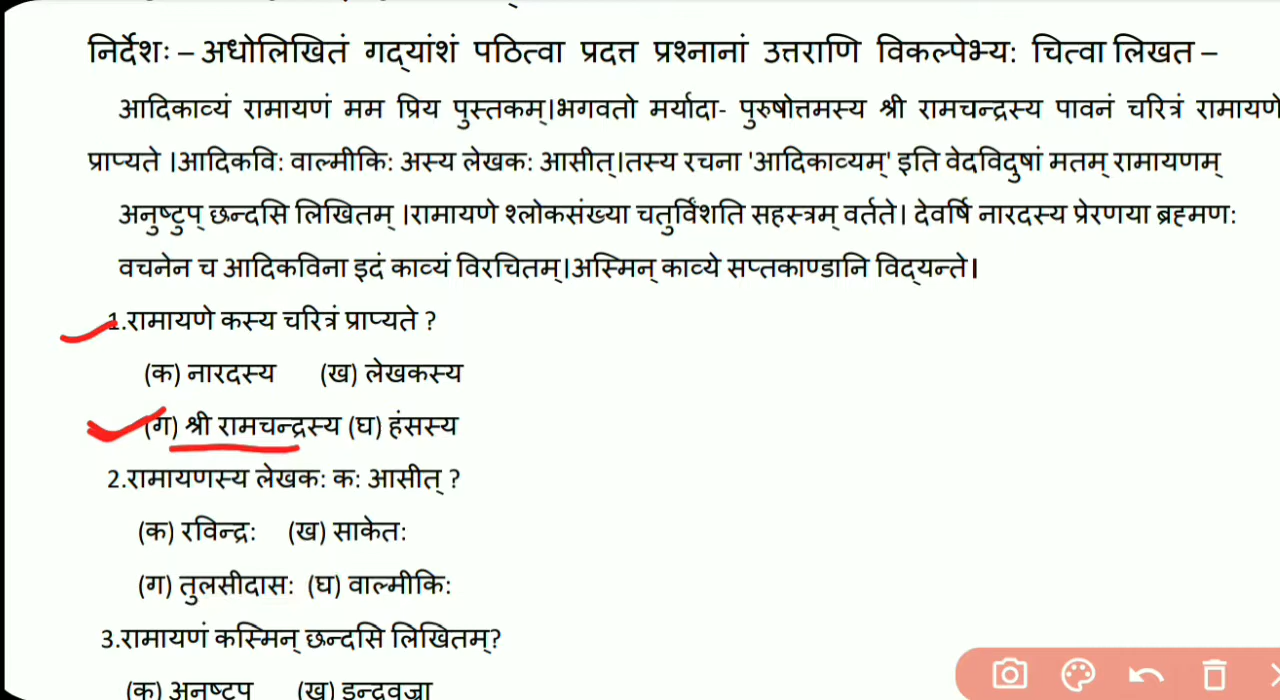 निर्देशः – अधोलिखितं गद्यांशं पठित्वा प्रदत्त प्रश्नानां उत्तराणि विकल्पेभ्य: चित्वा लिखत –
आदिकाव्यं रामायणं मम प्रिय पुस्तकम्।भगवतो मर्यादा- पुरुषोत्तमस्य श्री रामचन्द्रस्य पावनं चरित्रं रामायणे
प्राप्यते ।आदिकवि: वाल्मीकि: अस्य लेखक: आसीत्।तस्य रचना 'आदिकाव्यम्' इति वेदविदुषां मतम् रामायणम्
अनुष्टुप् छन्दसि लिखितम् ।रामायणे श्लोकसंख्या चतुर्विंशति सहस्त्रम् वर्तते। देवर्षि नारदस्य प्रेरणया ब्रह्मण:
वचनेन च आदिकविना इदं काव्यं विरचितम्।अस्मिन् काव्ये सप्तकाण्डानि विद्यन्ते।
1.रामायणे कस्य चरित्रं प्राप्यते ?
(क) नारदस्य (ख) लेखकस्य
(ग) श्री रामचन्द्रस्य (घ) हंसस्य
2.रामायणस्य लेखक: क: आसीत् ?
(क) रविन्द्र: (ख) साकेत:
(ग) तुलसीदास: (घ) वाल्मीकि:
3.रामायणं कस्मिन् छन्दसि लिखितम्?
(क) अनुष्टुप् (ख) इन्द्रवज्रा